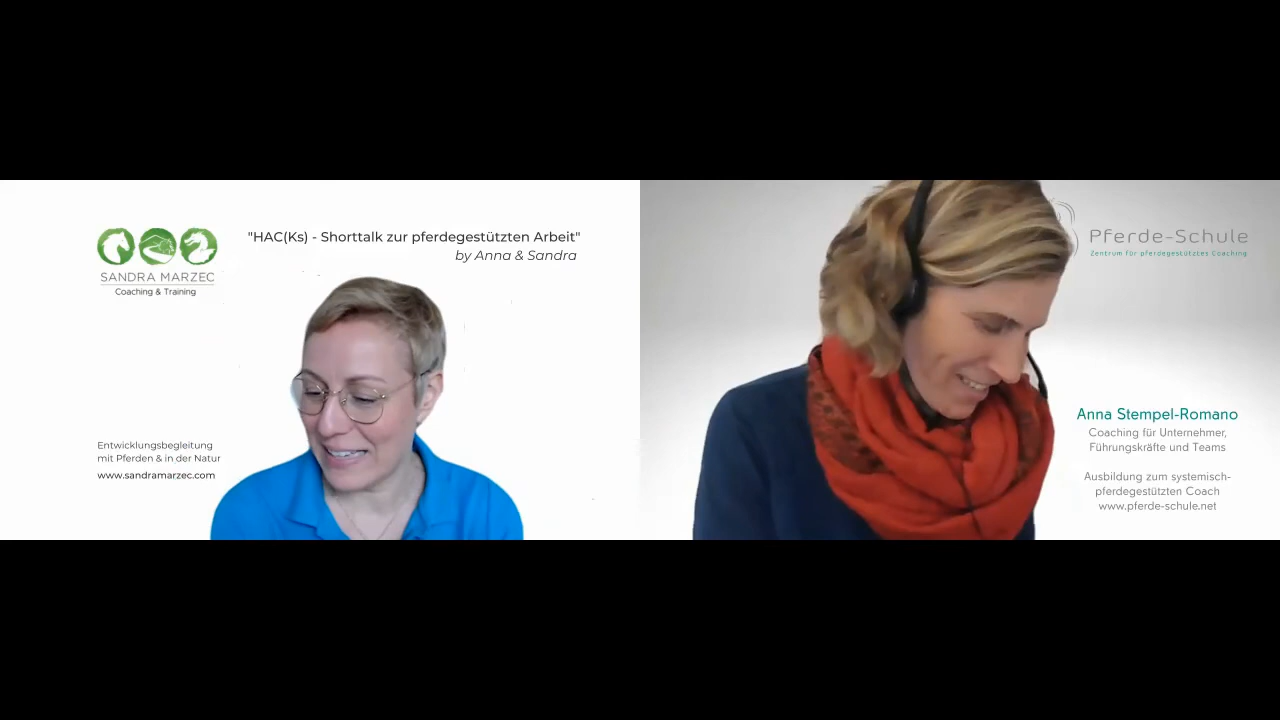 "HAC(Ks) - Shorttalk zur pferdegestützten Arbeit"
by Anna & Sandra
SANDRA MARZEC
Coaching & Training
Entwicklungsbegleitung
mit Pferden & in der Natur
www.sandramarzec.com
Pferde-Schule
Zentrum für pferdegestütztes Coaching
Anna Stempel-Romano
Coaching für Unternehmer,
Führungskräfte und Teams
Ausbildung zum systemisch-
pferdegestützten Coach
www.pferde-schule.net